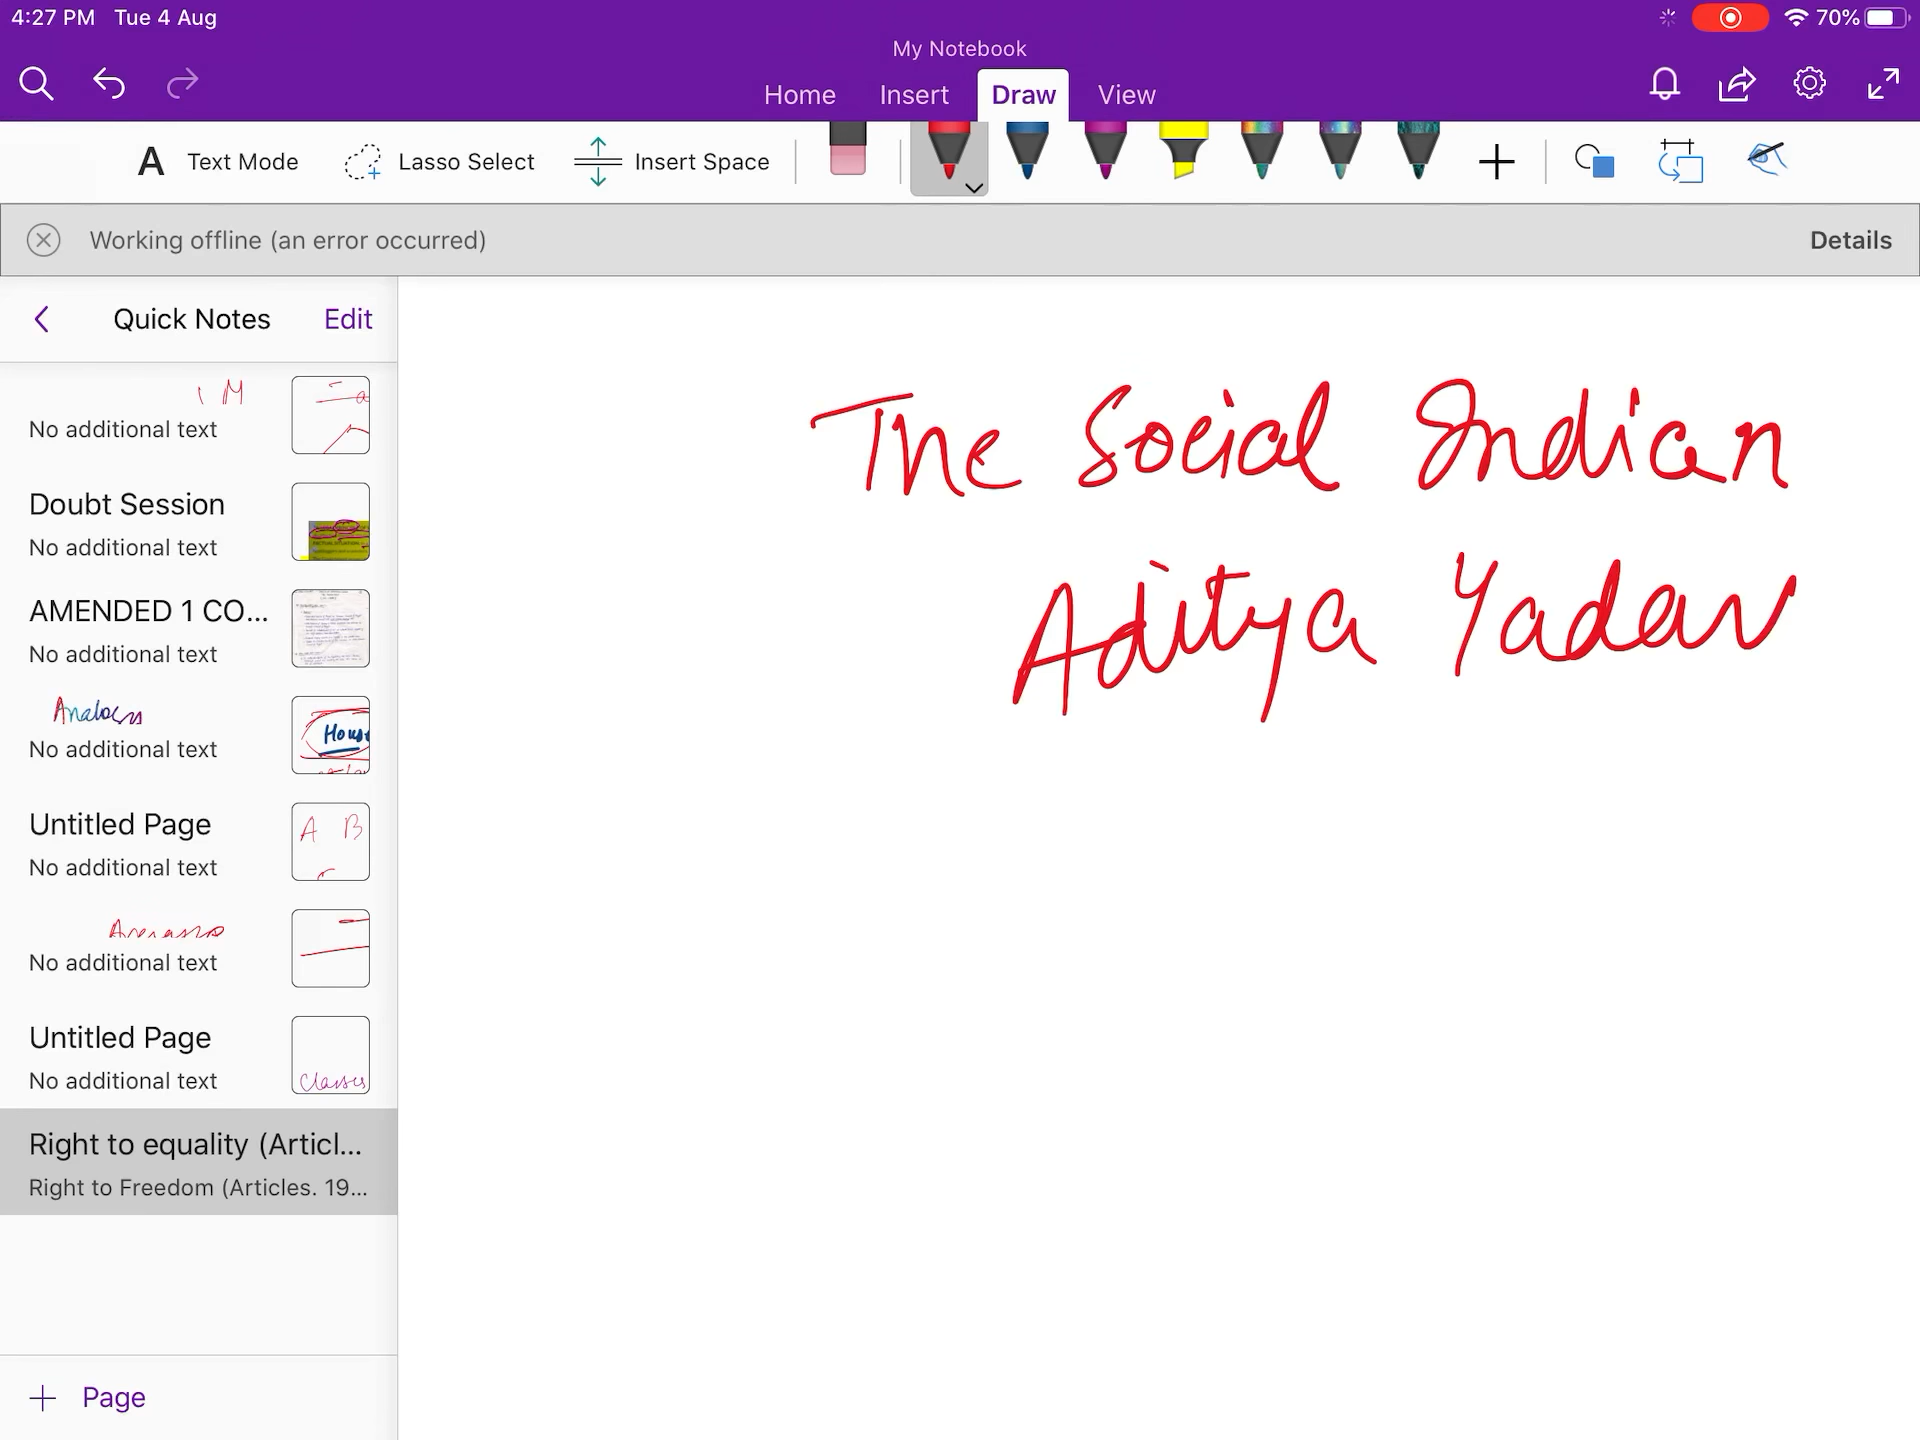 4:27 PM Tue 4 Aug
70%
My Notebook
Home Insert Draw View
A Text Mode Lasso Select Insert Space
Working offline (an error occurred) Details
Quick Notes Edit
1 M
No additional text
Doubt Session
No additional text
AMENDED 1 CO...
No additional text
No additional text
House
Untitled Page
A B
No additional text
No additional text
Untitled Page
No additional text
Classes
Right to equality (Articl...
Right to Freedom (Articles. 19...
Page
The Social Indian
Aditya Yadav